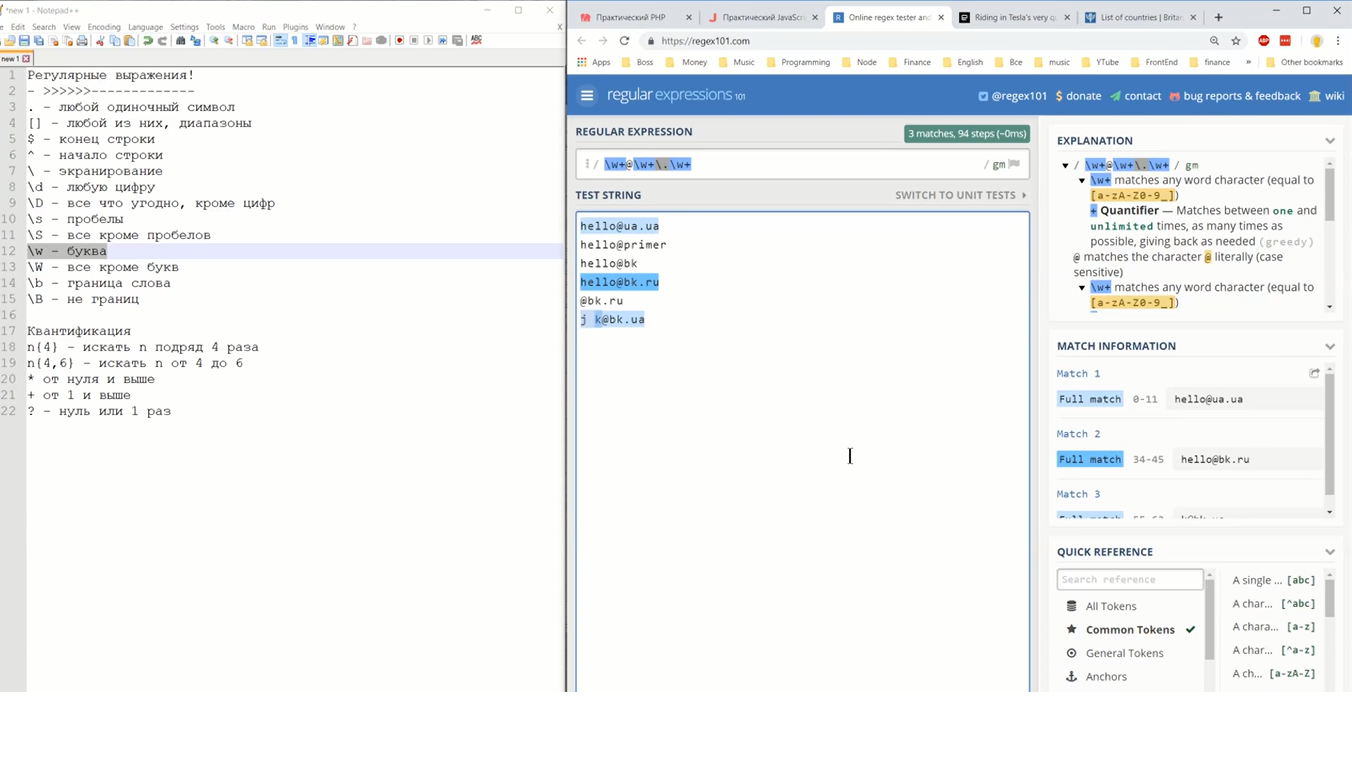 *new 1 - Notepad++
Edit Search View Encoding Language Settings Tools Macro Run Plugins Window ?
new 1
1 Регулярные выражения!
2 - >>>>>>-------------
3 . - любой одиночный символ
4 [] - любой из них, диапазоны
5 $ - конец строки
6 ^ - начало строки
7 \ - экранирование
8 \d - любую цифру
9 \D - все что угодно, кроме цифр
10 \s - пробелы
11 \S - все кроме пробелов
12 \w - буква
13 \W - все кроме букв
14 \b - граница слова
15 \B - не границ
16
17 Квантификация
18 n{4} - искать n подряд 4 раза
19 n{4,6} - искать n от 4 до 6
20 * от нуля и выше
21 + от 1 и выше
22 ? - нуль или 1 раз
Практический PHP
Практический JavaScri
Online regex tester and
Riding in Tesla's very q
List of countries | Britan
https://regex101.com
Apps Boss Money Music Programming Node Finance English Все music YTube FrontEnd finance » Other bookmarks
regular expressions 101
@regex101 $ donate contact bug reports & feedback wiki
REGULAR EXPRESSION
3 matches, 94 steps (~0ms)
/ \w+@\w+\.\w+ / gm
TEST STRING
SWITCH TO UNIT TESTS
hello@ua.ua
hello@primer
hello@bk
hello@bk.ru
@bk.ru
j k@bk.ua
EXPLANATION
/ \w+@\w+\.\w+ / gm
\w+ matches any word character (equal to
[a-zA-Z0-9_])
+ Quantifier — Matches between one and
unlimited times, as many times as
possible, giving back as needed (greedy)
@ matches the character @ literally (case
sensitive)
\w+ matches any word character (equal to
[a-zA-Z0-9_])
MATCH INFORMATION
Match 1
Full match 0-11 hello@ua.ua
Match 2
Full match 34-45 hello@bk.ru
Match 3
Full match
QUICK REFERENCE
Search reference
All Tokens
Common Tokens
General Tokens
Anchors
A single ... [abc]
A char... [^abc]
A chara... [a-z]
A char... [^a-z]
A ch... [a-zA-Z]